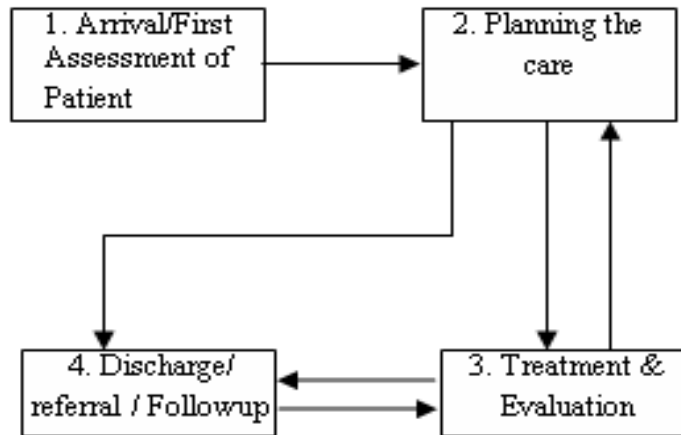 1. Arrival/First
Assessment of
Patient
2. Planning the
care
4. Discharge/
referral / Followup
3. Treatment &
Evaluation